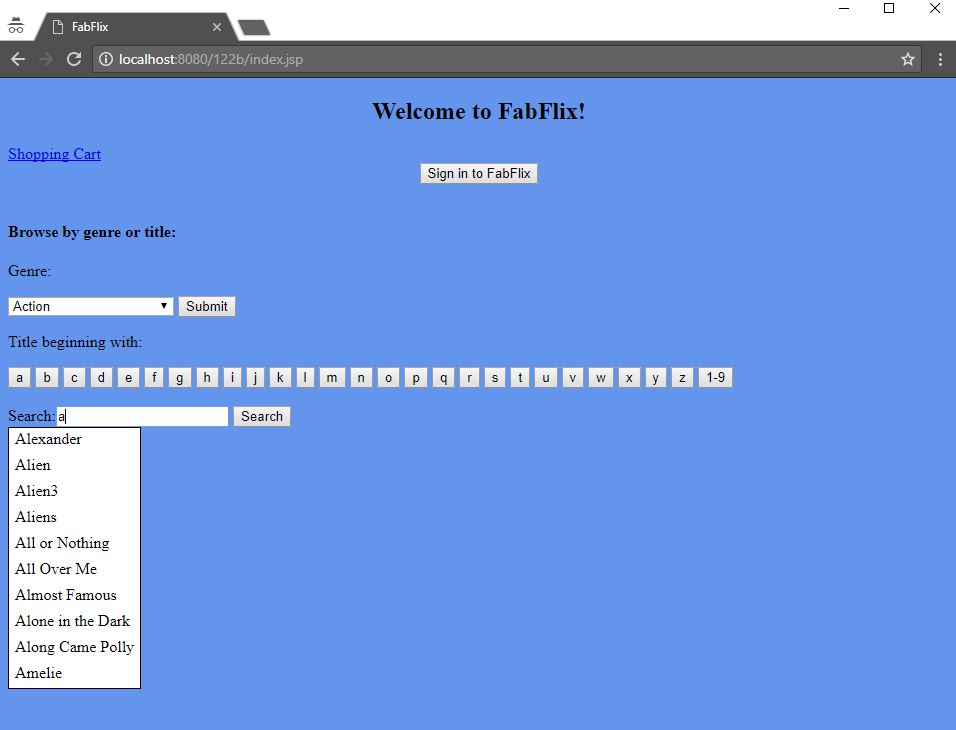 FabFlix
localhost:8080/122b/index.jsp
Welcome to FabFlix!
Shopping Cart
Sign in to FabFlix
Browse by genre or title:
Genre:
Action Submit
Title beginning with:
a b c d e f g h i j k l m n o p q r s t u v w x y z 1-9
Search: a Search
Alexander
Alien
Alien3
Aliens
All or Nothing
All Over Me
Almost Famous
Alone in the Dark
Along Came Polly
Amelie